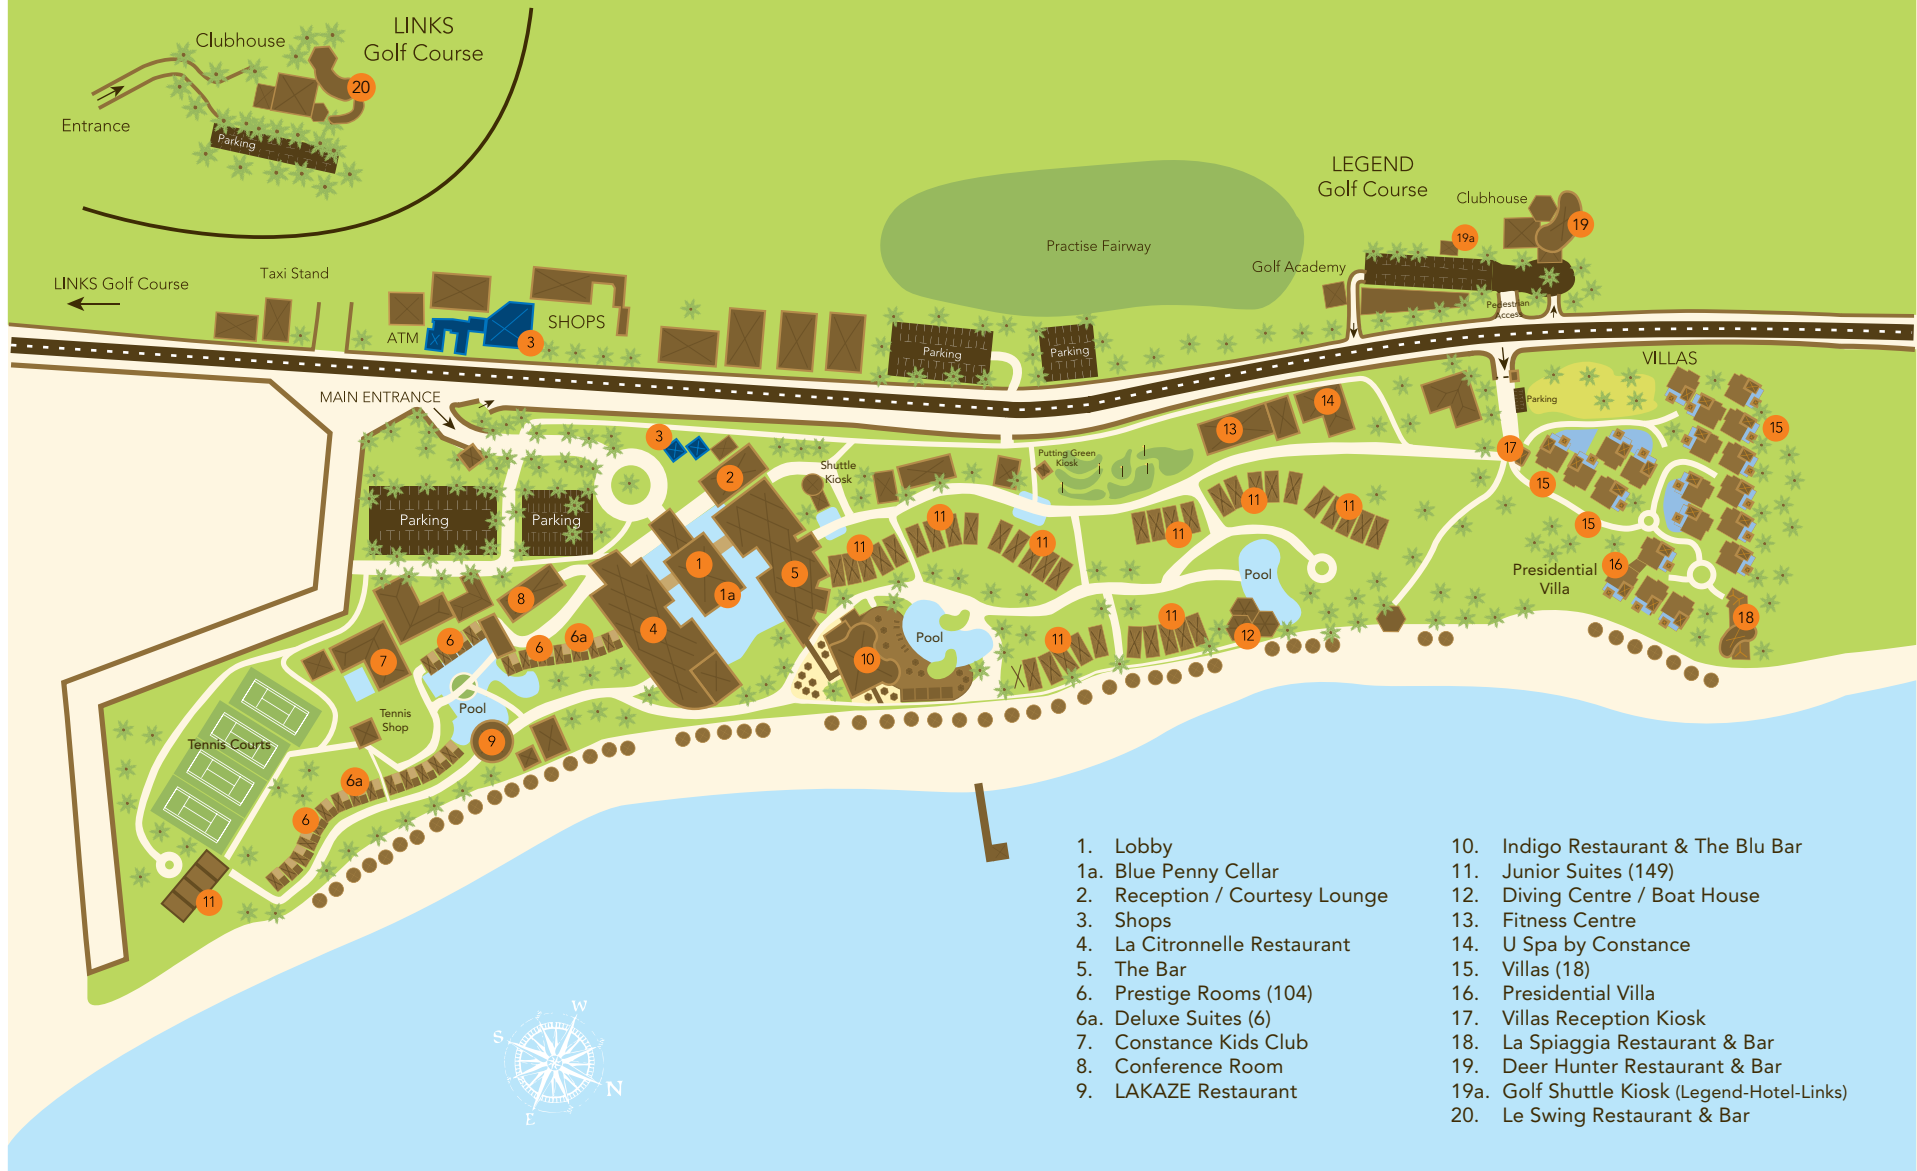 LINKS
Golf Course
Clubhouse
20
Entrance
Parking
LINKS Golf Course
Taxi Stand
ATM
SHOPS
3
Practise Fairway
LEGEND
Golf Course
Clubhouse
19
19a
Golf Academy
Pedestrian
Access
Parking
Parking
VILLAS
Parking
MAIN ENTRANCE
3
2
Shuttle
Kiosk
Putting Green
Kiosk
13
14
17
15
15
15
16
Presidential
Villa
18
Parking
Parking
11
11
11
11
11
11
1
1a
5
4
8
6
6
6a
7
Pool
10
Pool
11
11
12
Pool
9
Tennis
Shop
Tennis Courts
6a
6
11
S
W
N
E
1. Lobby
1a. Blue Penny Cellar
2. Reception / Courtesy Lounge
3. Shops
4. La Citronnelle Restaurant
5. The Bar
6. Prestige Rooms (104)
6a. Deluxe Suites (6)
7. Constance Kids Club
8. Conference Room
9. LAKAZE Restaurant
10. Indigo Restaurant & The Blu Bar
11. Junior Suites (149)
12. Diving Centre / Boat House
13. Fitness Centre
14. U Spa by Constance
15. Villas (18)
16. Presidential Villa
17. Villas Reception Kiosk
18. La Spiaggia Restaurant & Bar
19. Deer Hunter Restaurant & Bar
19a. Golf Shuttle Kiosk (Legend-Hotel-Links)
20. Le Swing Restaurant & Bar